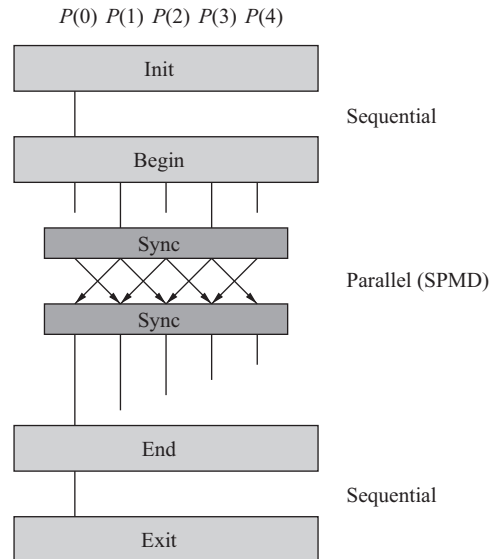 P(0) P(1) P(2) P(3) P(4)
Init
Sequential
Begin
Sync
Parallel (SPMD)
Sync
End
Sequential
Exit